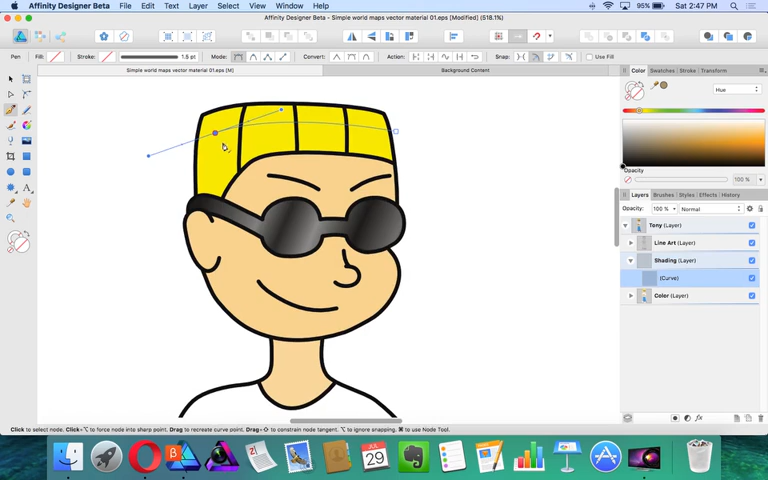 Affinity Designer Beta File Edit Text Layer Select View Window Help 95% Sat 2:47 PM
Affinity Designer Beta - Simple world maps vector material 01.eps [Modified] (518.1%)
Pen Fill: Stroke: 1.5 pt Mode: Convert: Action: Snap: Use Fill
Simple world maps vector material 01.eps [M] Background Content
Color Swatches Stroke Transform
Hue
Opacity
100 %
Layers Brushes Styles Effects History
Opacity: 100 % Normal
Tony (Layer)
Line Art (Layer)
Shading (Layer)
(Curve)
Color (Layer)
Click to select node. Click+⌥ to force node into sharp point. Drag to recreate curve point. Drag+⇧ to constrain node tangent. ⌥ to ignore snapping. ⌘ to use Node Tool.
JUL
29